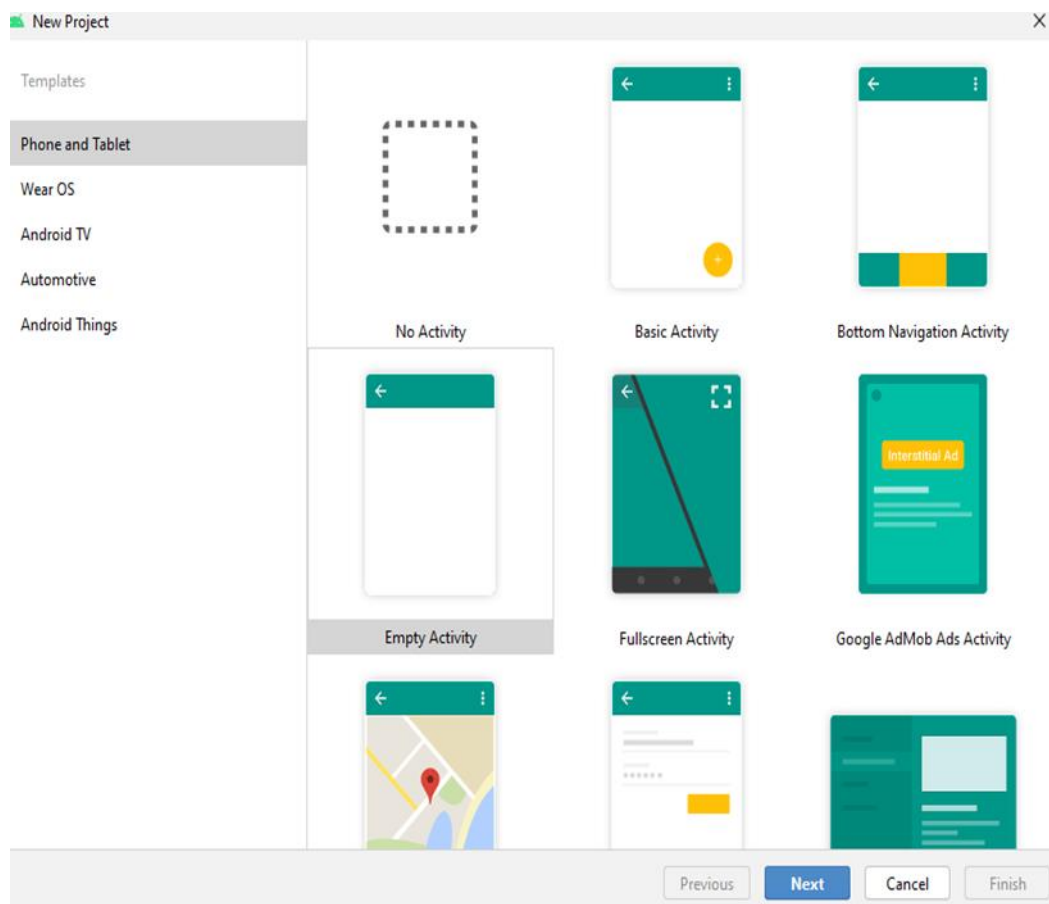 New Project
Templates
Phone and Tablet
Wear OS
Android TV
Automotive
Android Things
No Activity
Basic Activity
Bottom Navigation Activity
Interstitial Ad
Empty Activity
Fullscreen Activity
Google AdMob Ads Activity
Previous
Next
Cancel
Finish